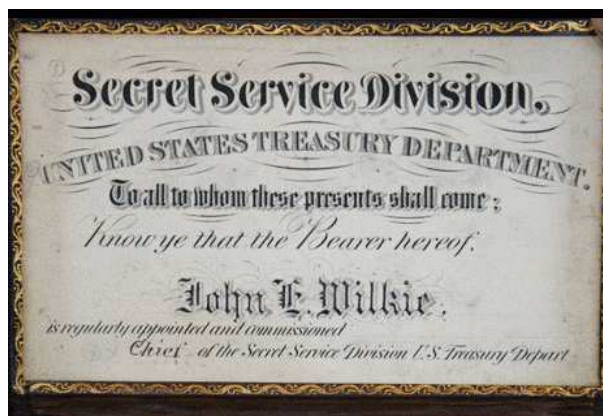 Secret Service Division.
UNITED STATES TREASURY DEPARTMENT.
To all to whom these presents shall come:
Know ye that the Bearer hereof,
John E. Wilkie,
is regularly appointed and commissioned
Chief of the Secret Service Division U.S. Treasury Depart